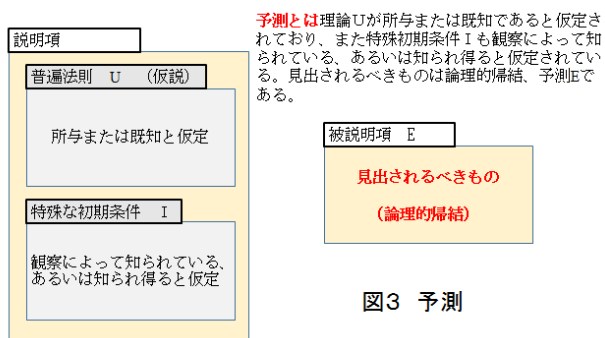 予測とは理論Uが所与または既知であると仮定さ
れており、また特殊初期条件Ｉも観察によって知
られている、あるいは知られ得ると仮定されてい
る。見出されるべきものは論理的帰結、予測Eで
ある。
説明項
普遍法則　U　（仮説）
所与または既知と仮定
特殊な初期条件　Ｉ
観察によって知られている、
あるいは知られ得ると仮定
被説明項　E
見出されるべきもの
（論理的帰結）
図３　予測